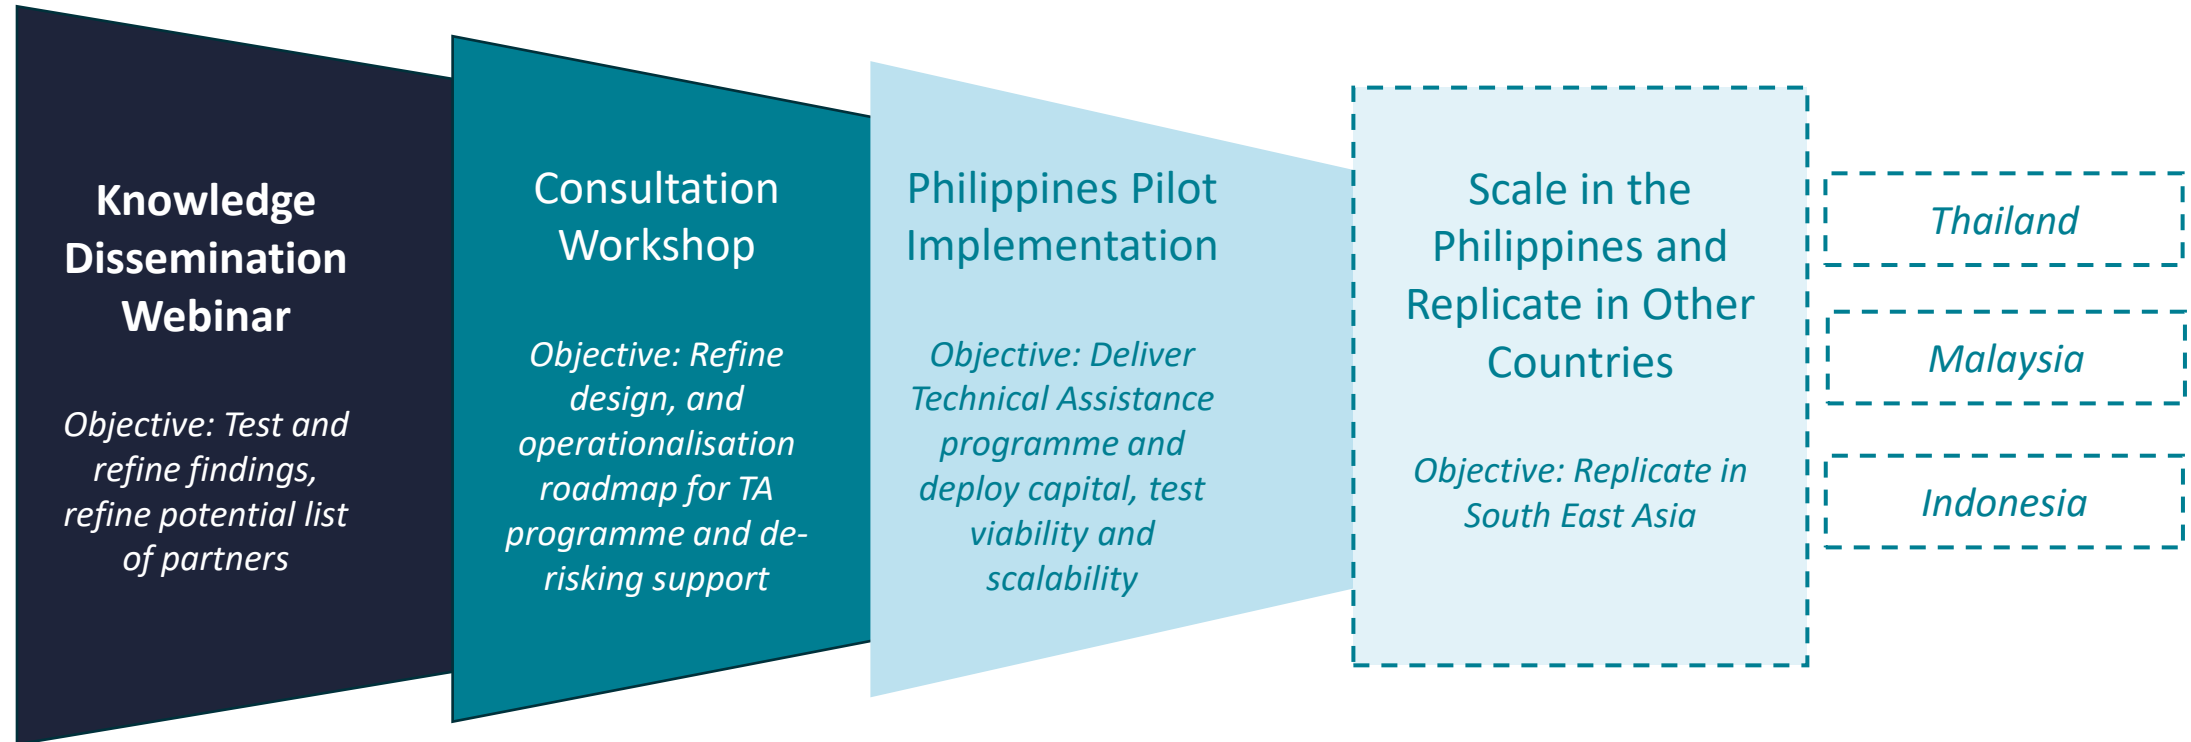 Knowledge
Dissemination
Webinar
Objective: Test and
refine findings,
refine potential list
of partners
Consultation
Workshop
Objective: Refine
design, and
operationalisation
roadmap for TA
programme and de-
risking support
Philippines Pilot
Implementation
Objective: Deliver
Technical Assistance
programme and
deploy capital, test
viability and
scalability
Scale in the
Philippines and
Replicate in Other
Countries
Objective: Replicate in
South East Asia
Thailand
Malaysia
Indonesia